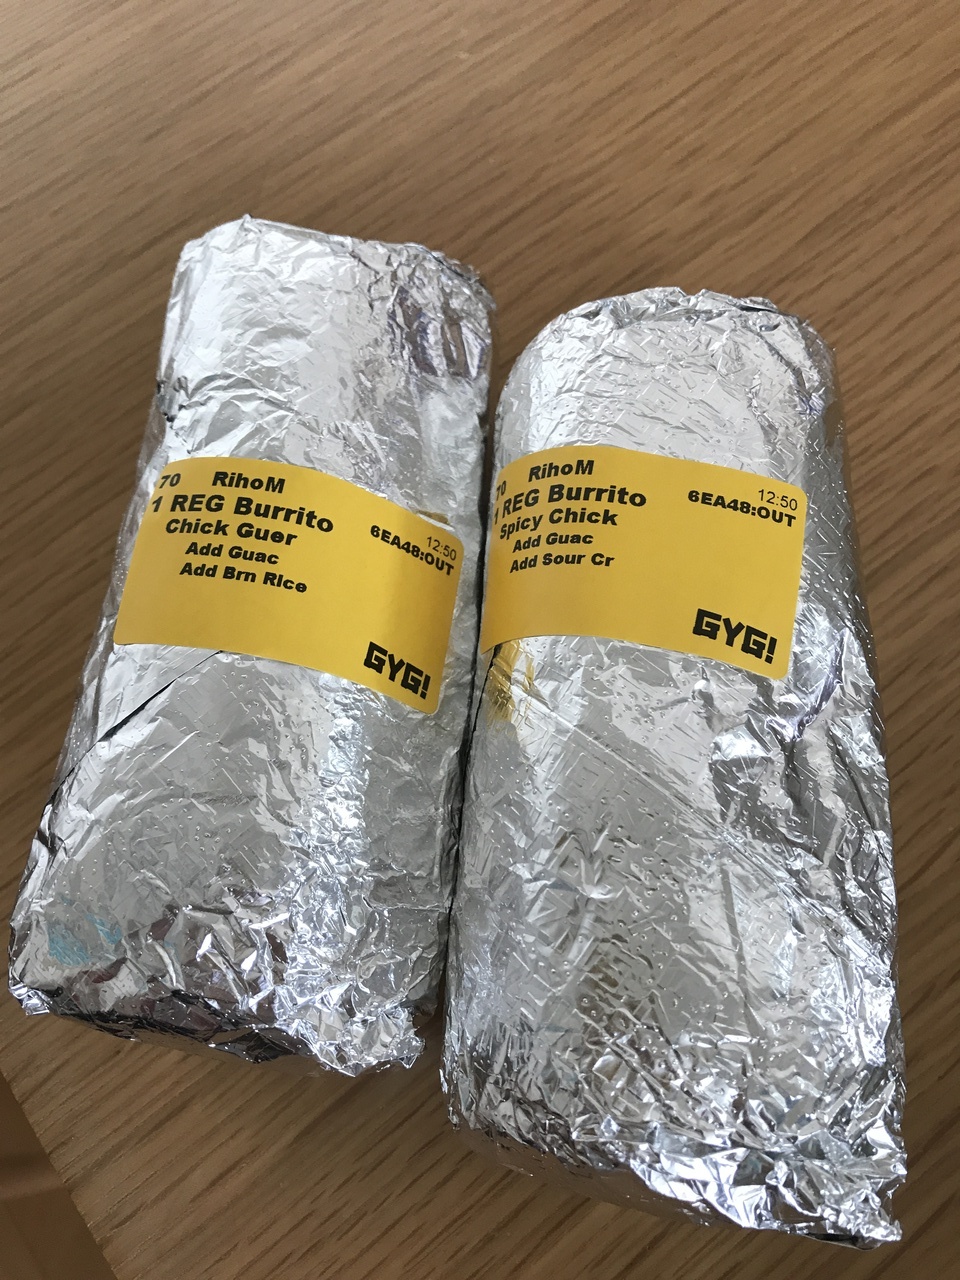 70 RihoM
1 REG Burrito
Chick Guer
Add Guac
Add Brn RIce
12:50
6EA48:OUT
GYG!
70 RihoM
1 REG Burrito
Spicy Chick
Add Guac
Add Sour Cr
12:50
6EA48:OUT
GYG!